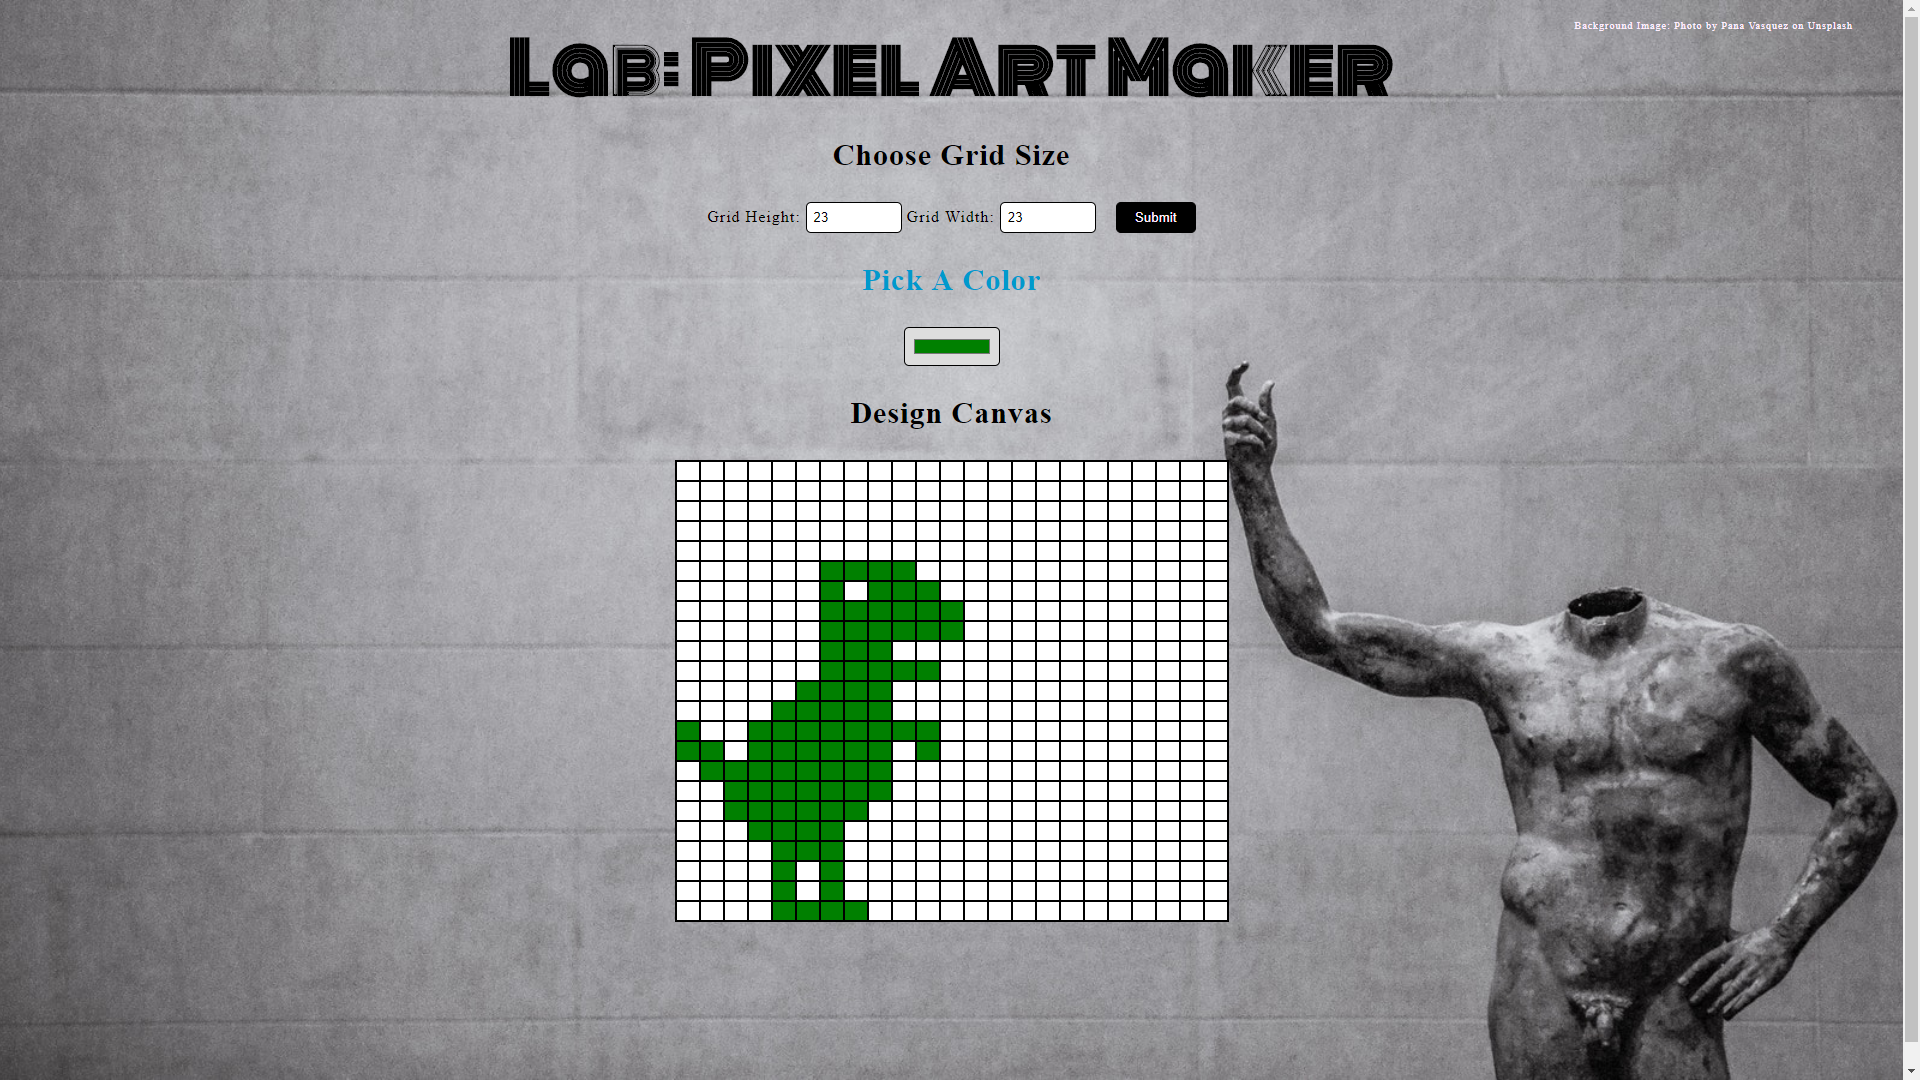 Background Image: Photo by Pana Vasquez on Unsplash
Lab: Pixel Art Maker
Choose Grid Size
Grid Height: 23 Grid Width: 23 Submit
Pick A Color
Design Canvas